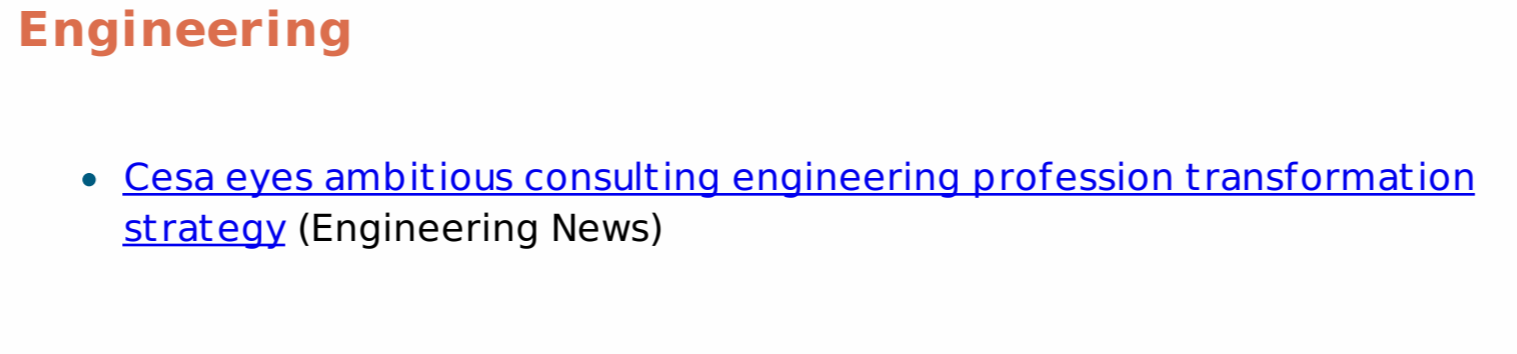 Engineering
Cesa eyes ambitious consulting engineering profession transformation
strategy (Engineering News)